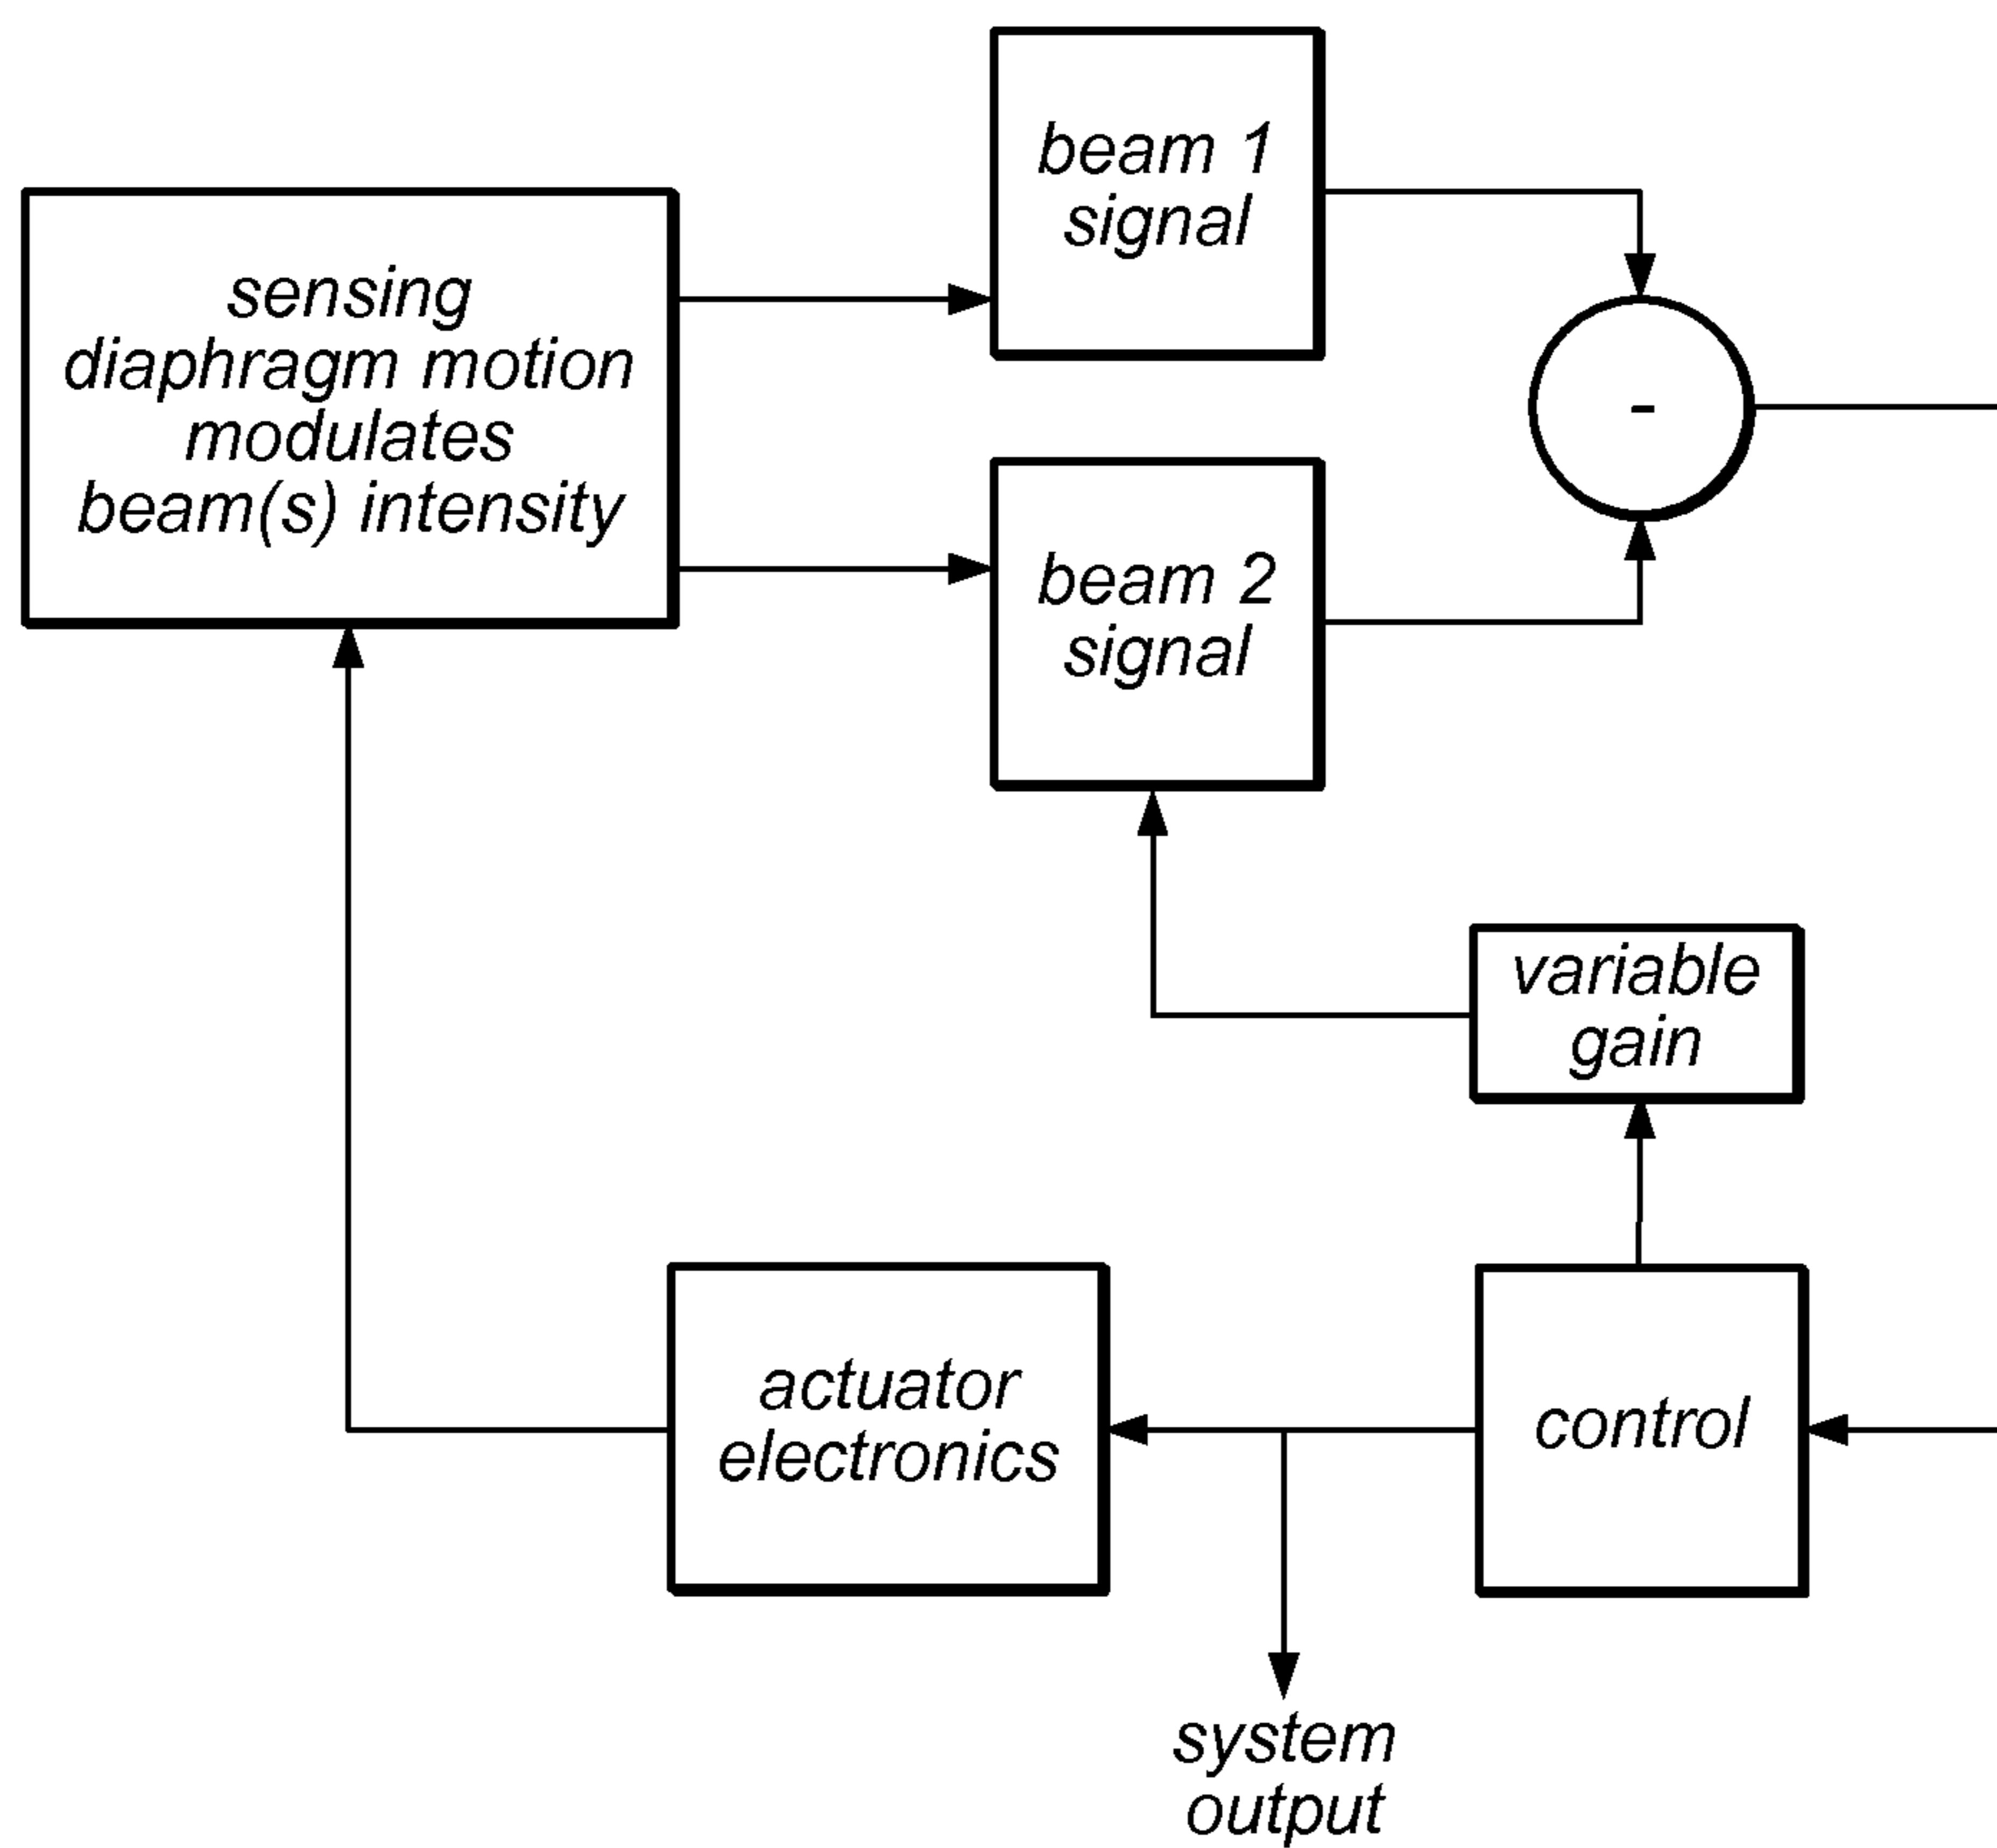 beam 1
signal
sensing
diaphragm motion
modulates
beam(s) intensity
-
beam 2
signal
variable
gain
actuator
electronics
control
system
output